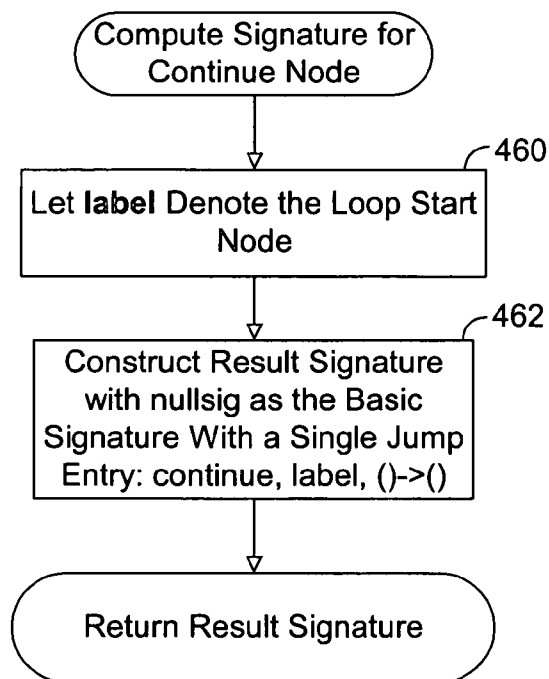 Compute Signature for
Continue Node
460
Let label Denote the Loop Start
Node
462
Construct Result Signature
with nullsig as the Basic
Signature With a Single Jump
Entry: continue, label, ()->()
Return Result Signature